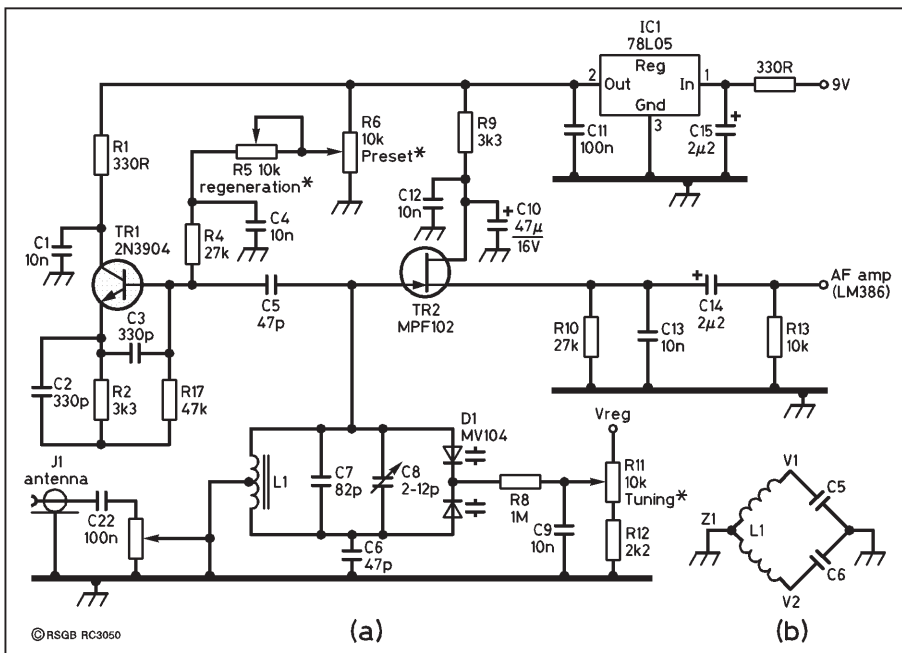 IC1
78L05
Reg
2
Out
In
1
Gnd
3
330R
9V
C11
100n
C15
2µ2
+
R1
330R
R5 10k
regeneration*
R6
10k
Preset*
R9
3k3
C12
10n
+
C10
47µ
16V
C4
10n
R4
27k
C1
10n
TR1
2N3904
C5
47p
TR2
MPF102
+
C14
2µ2
AF amp
(LM386)
C3
330p
C2
330p
R2
3k3
R17
47k
R10
27k
C13
10n
R13
10k
J1
antenna
C22
100n
L1
C7
82p
C8
2-12p
D1
MV104
C6
47p
R8
1M
C9
10n
Vreg
R11
10k
Tuning*
R12
2k2
V1
C5
Z1
L1
C6
V2
(a)
(b)
©RSGB RC3050